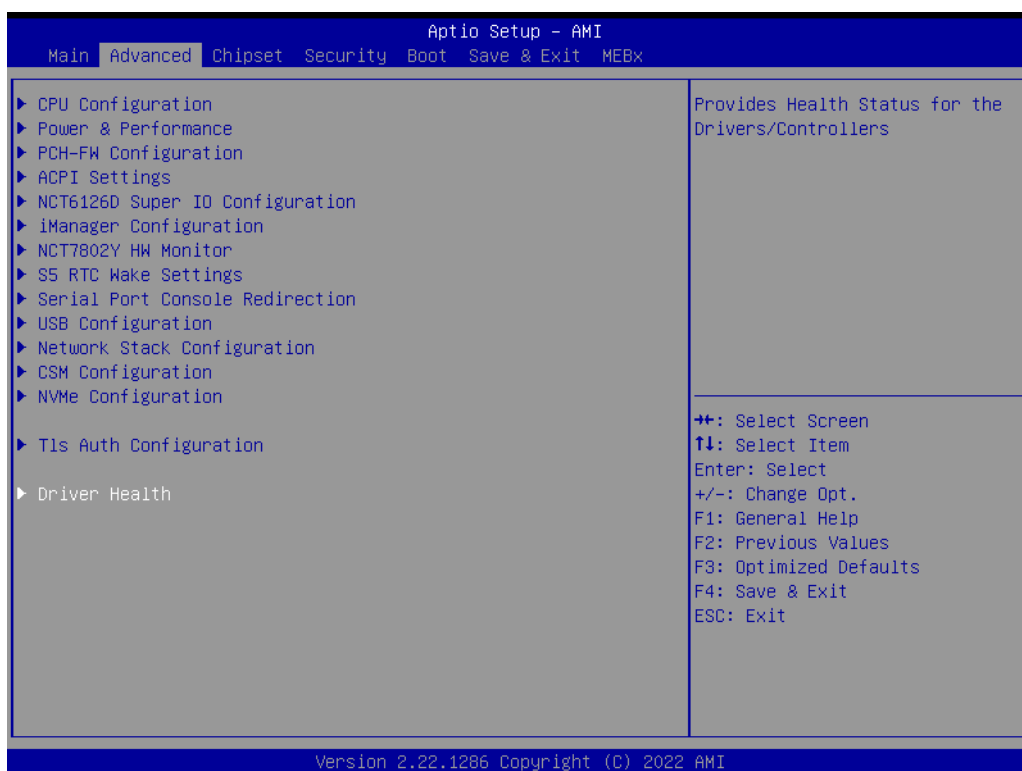 Aptio Setup – AMI
Main Advanced Chipset Security Boot Save & Exit MEBx
▶ CPU Configuration
▶ Power & Performance
▶ PCH-FW Configuration
▶ ACPI Settings
▶ NCT6126D Super IO Configuration
▶ iManager Configuration
▶ NCT7802Y HW Monitor
▶ S5 RTC Wake Settings
▶ Serial Port Console Redirection
▶ USB Configuration
▶ Network Stack Configuration
▶ CSM Configuration
▶ NVMe Configuration
▶ Tls Auth Configuration
▶ Driver Health
Provides Health Status for the
Drivers/Controllers
→←: Select Screen
↑↓: Select Item
Enter: Select
+/-: Change Opt.
F1: General Help
F2: Previous Values
F3: Optimized Defaults
F4: Save & Exit
ESC: Exit
Version 2.22.1286 Copyright (C) 2022 AMI